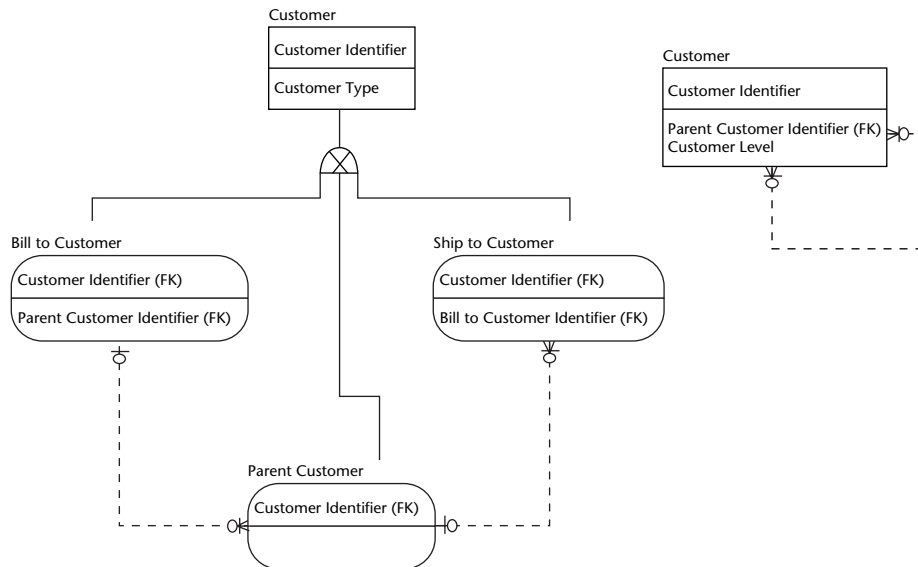 Customer
Customer Identifier
Customer Type
Customer
Customer Identifier
Parent Customer Identifier (FK)
Customer Level
Bill to Customer
Customer Identifier (FK)
Parent Customer Identifier (FK)
Ship to Customer
Customer Identifier (FK)
Bill to Customer Identifier (FK)
Parent Customer
Customer Identifier (FK)